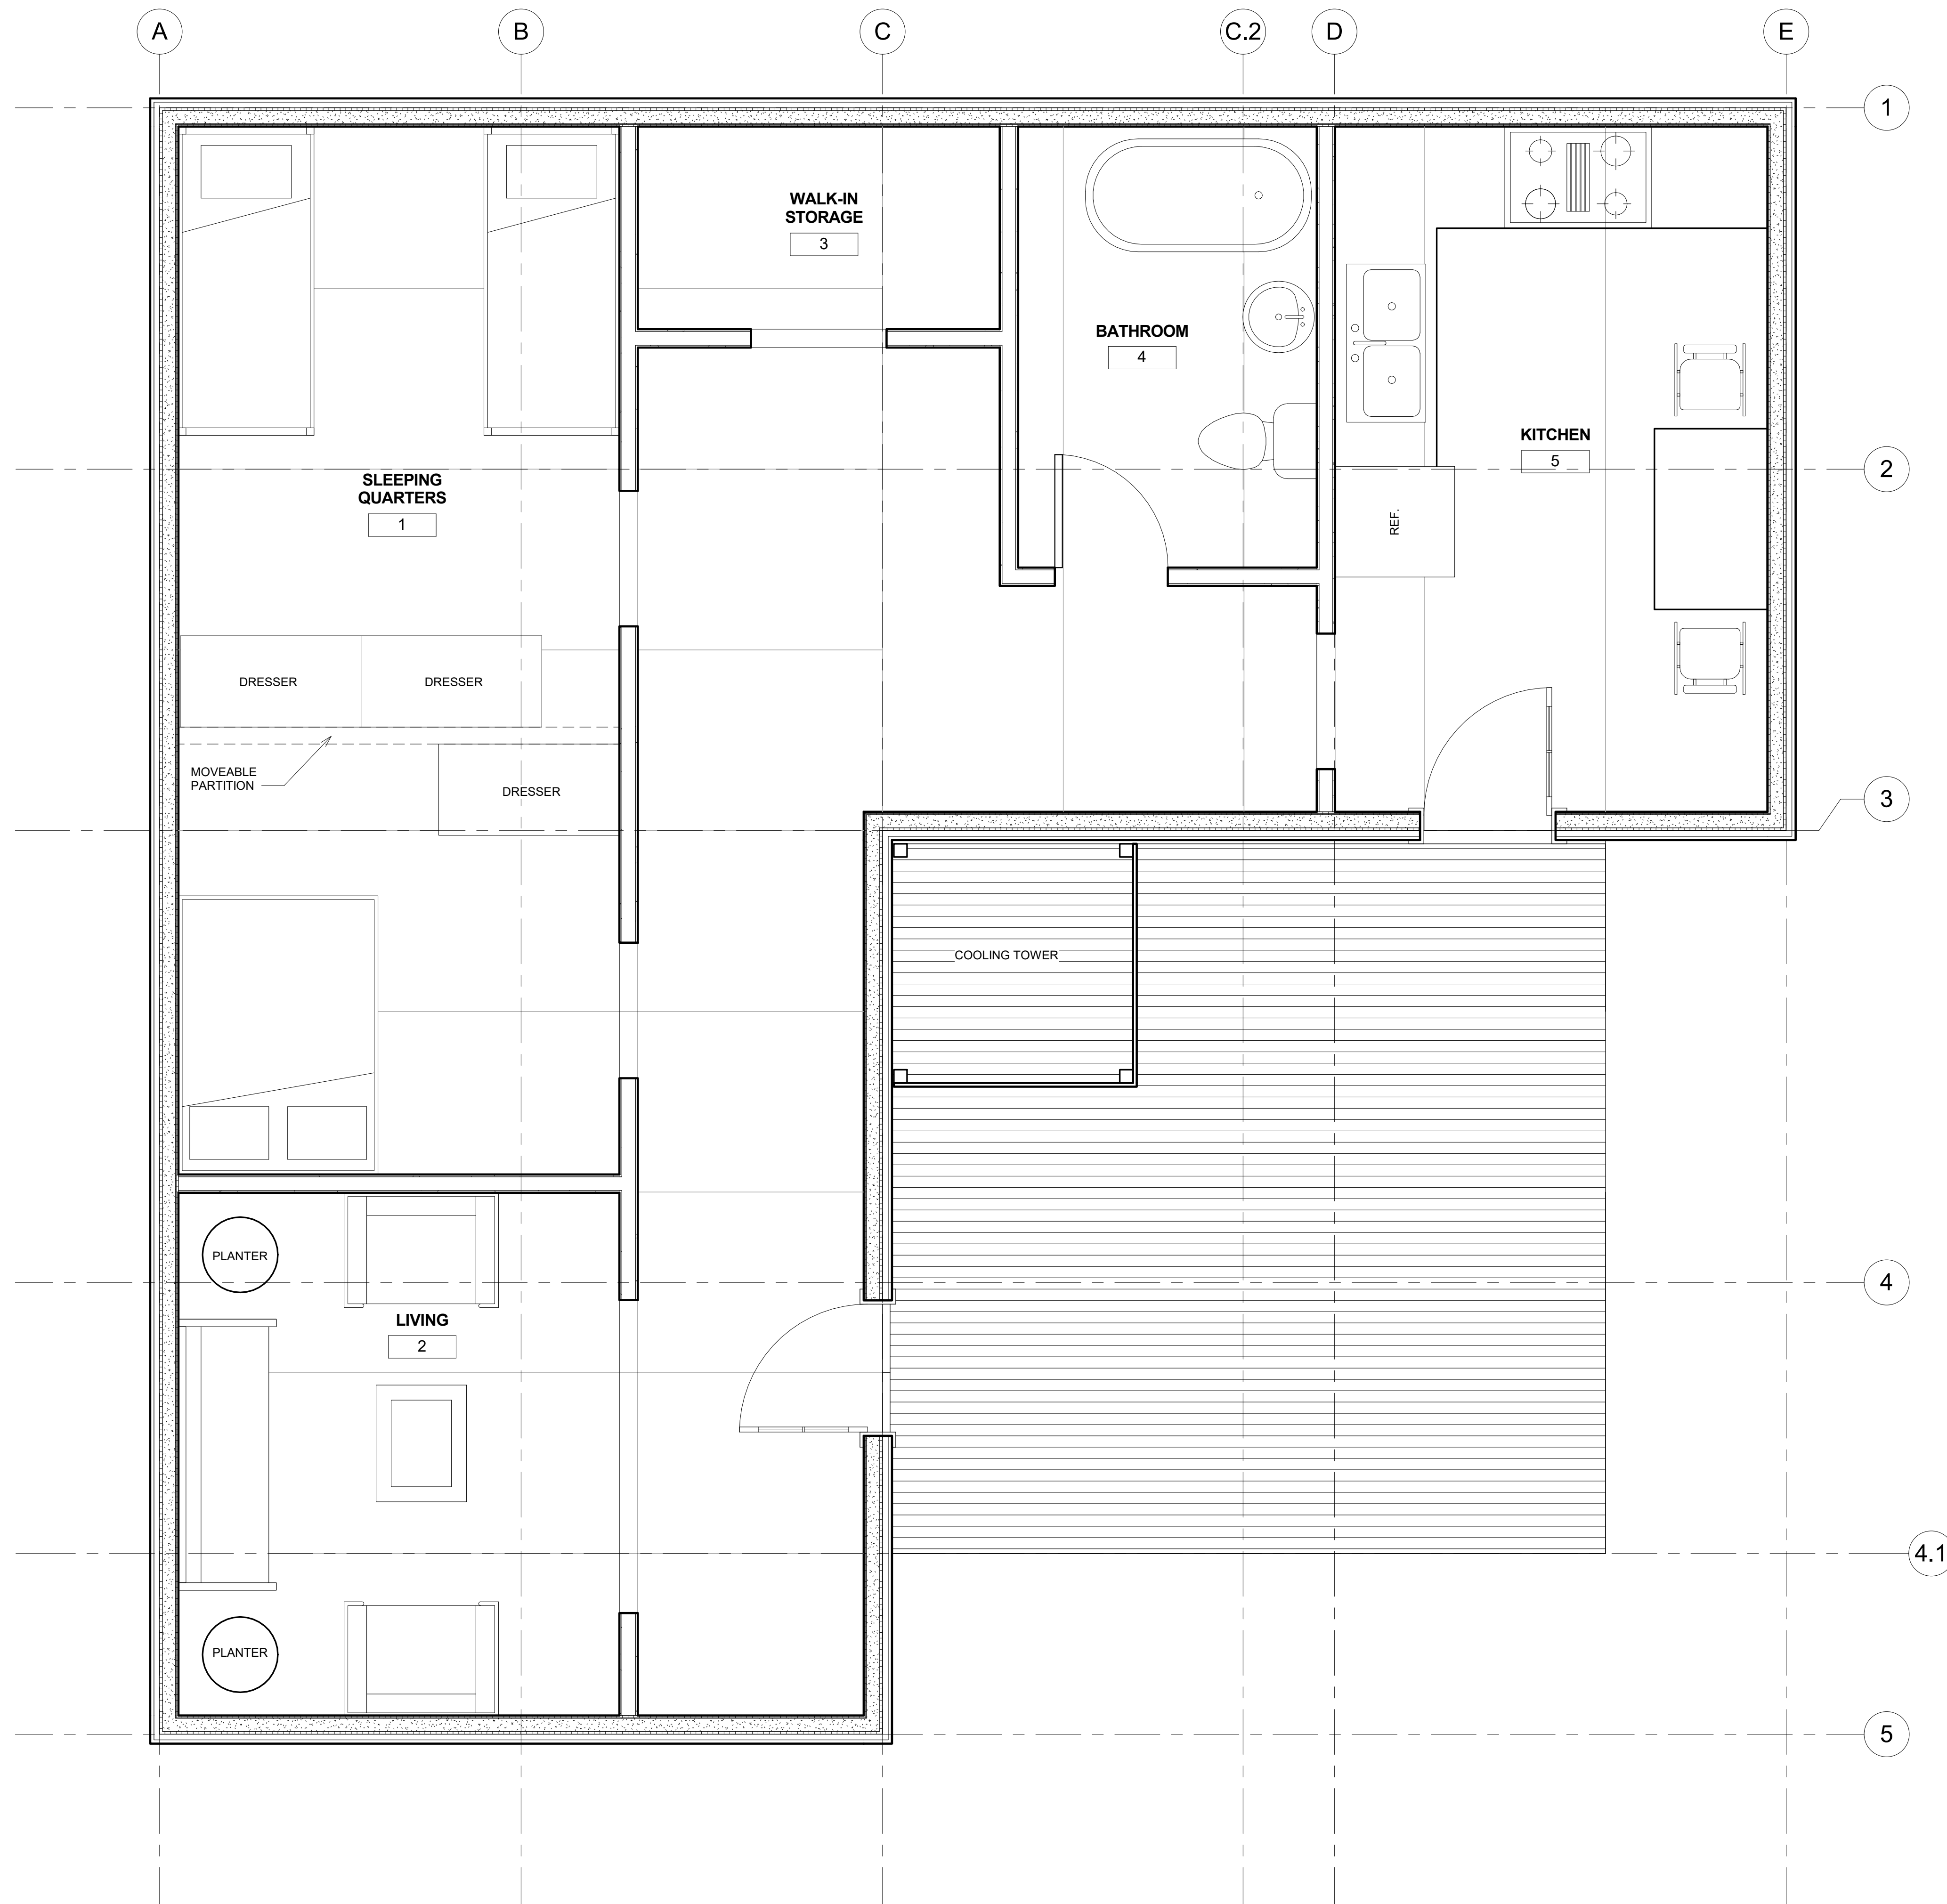 A
B
C
C.2
D
E
1
WALK-IN
STORAGE
3
BATHROOM
4
KITCHEN
5
2
SLEEPING
QUARTERS
1
REF.
DRESSER
DRESSER
MOVEABLE
PARTITION
DRESSER
3
COOLING TOWER
PLANTER
4
LIVING
2
4.1
PLANTER
5